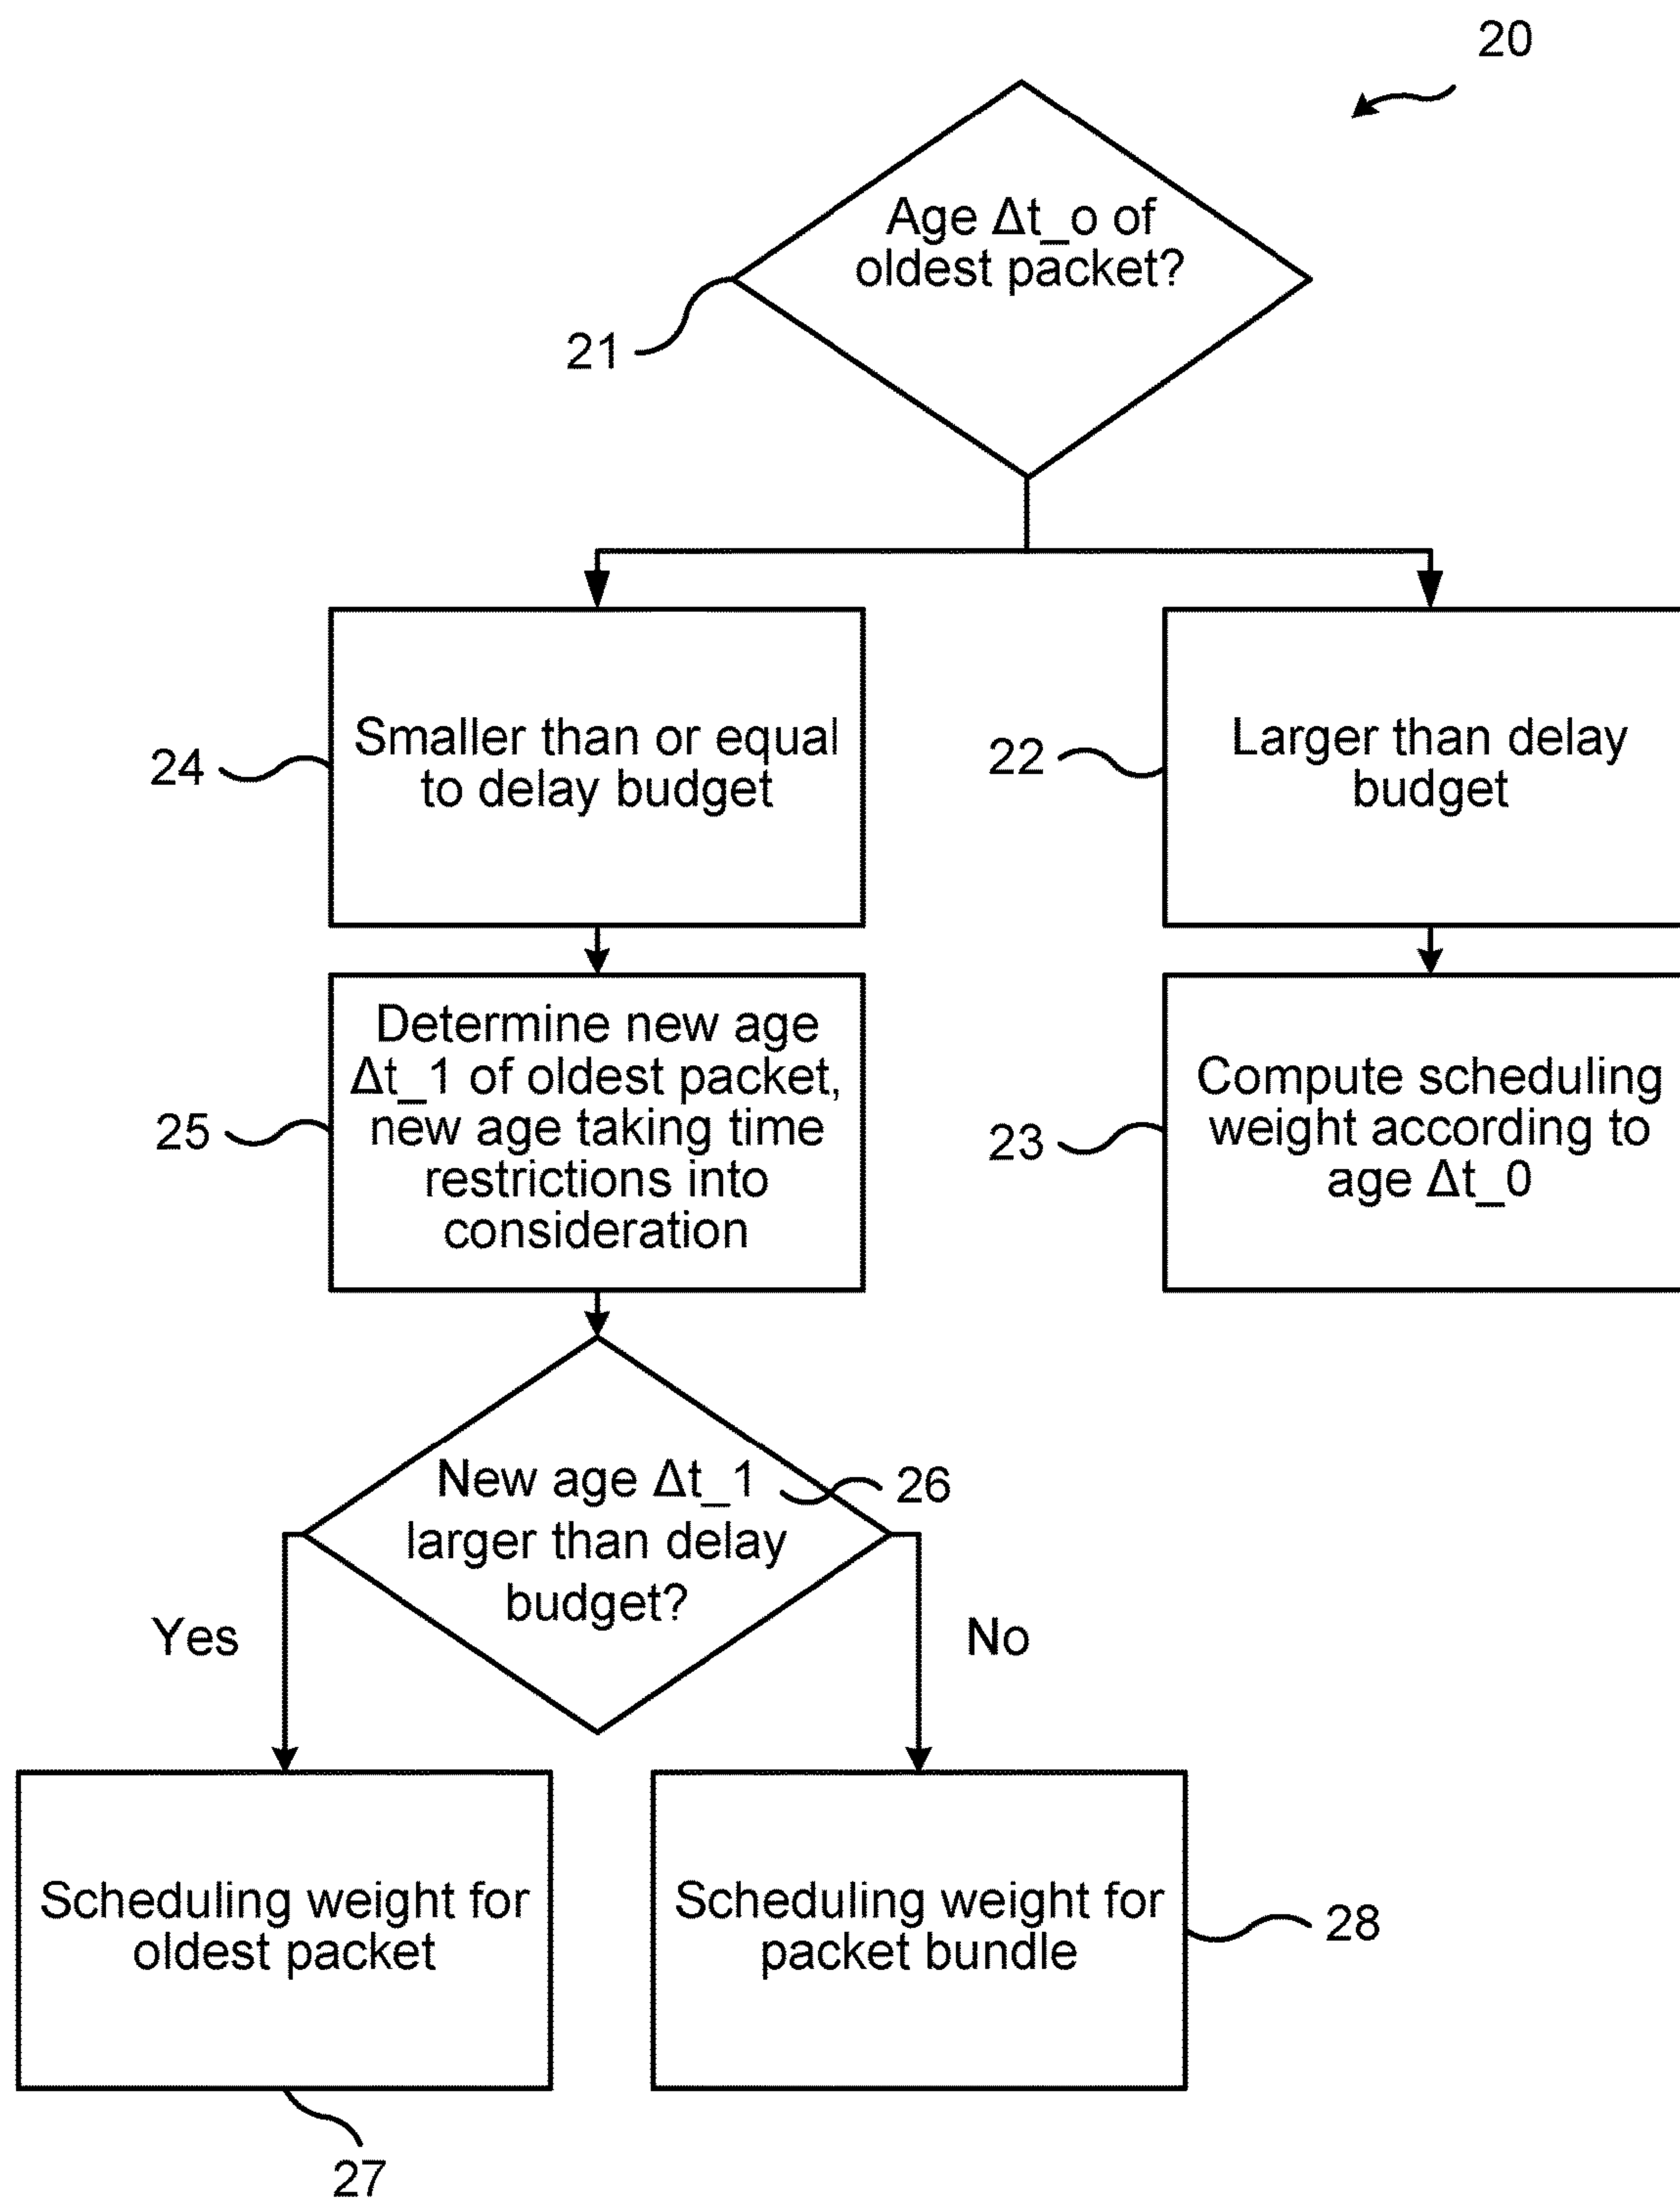 20
Age Δt_o of
oldest packet?
21
24
Smaller than or equal
to delay budget
22
Larger than delay
budget
25
Determine new age
Δt_1 of oldest packet,
new age taking time
restrictions into
consideration
23
Compute scheduling
weight according to
age Δt_0
New age Δt_1
larger than delay
budget?
26
Yes
No
Scheduling weight for
oldest packet
27
Scheduling weight for
packet bundle
28